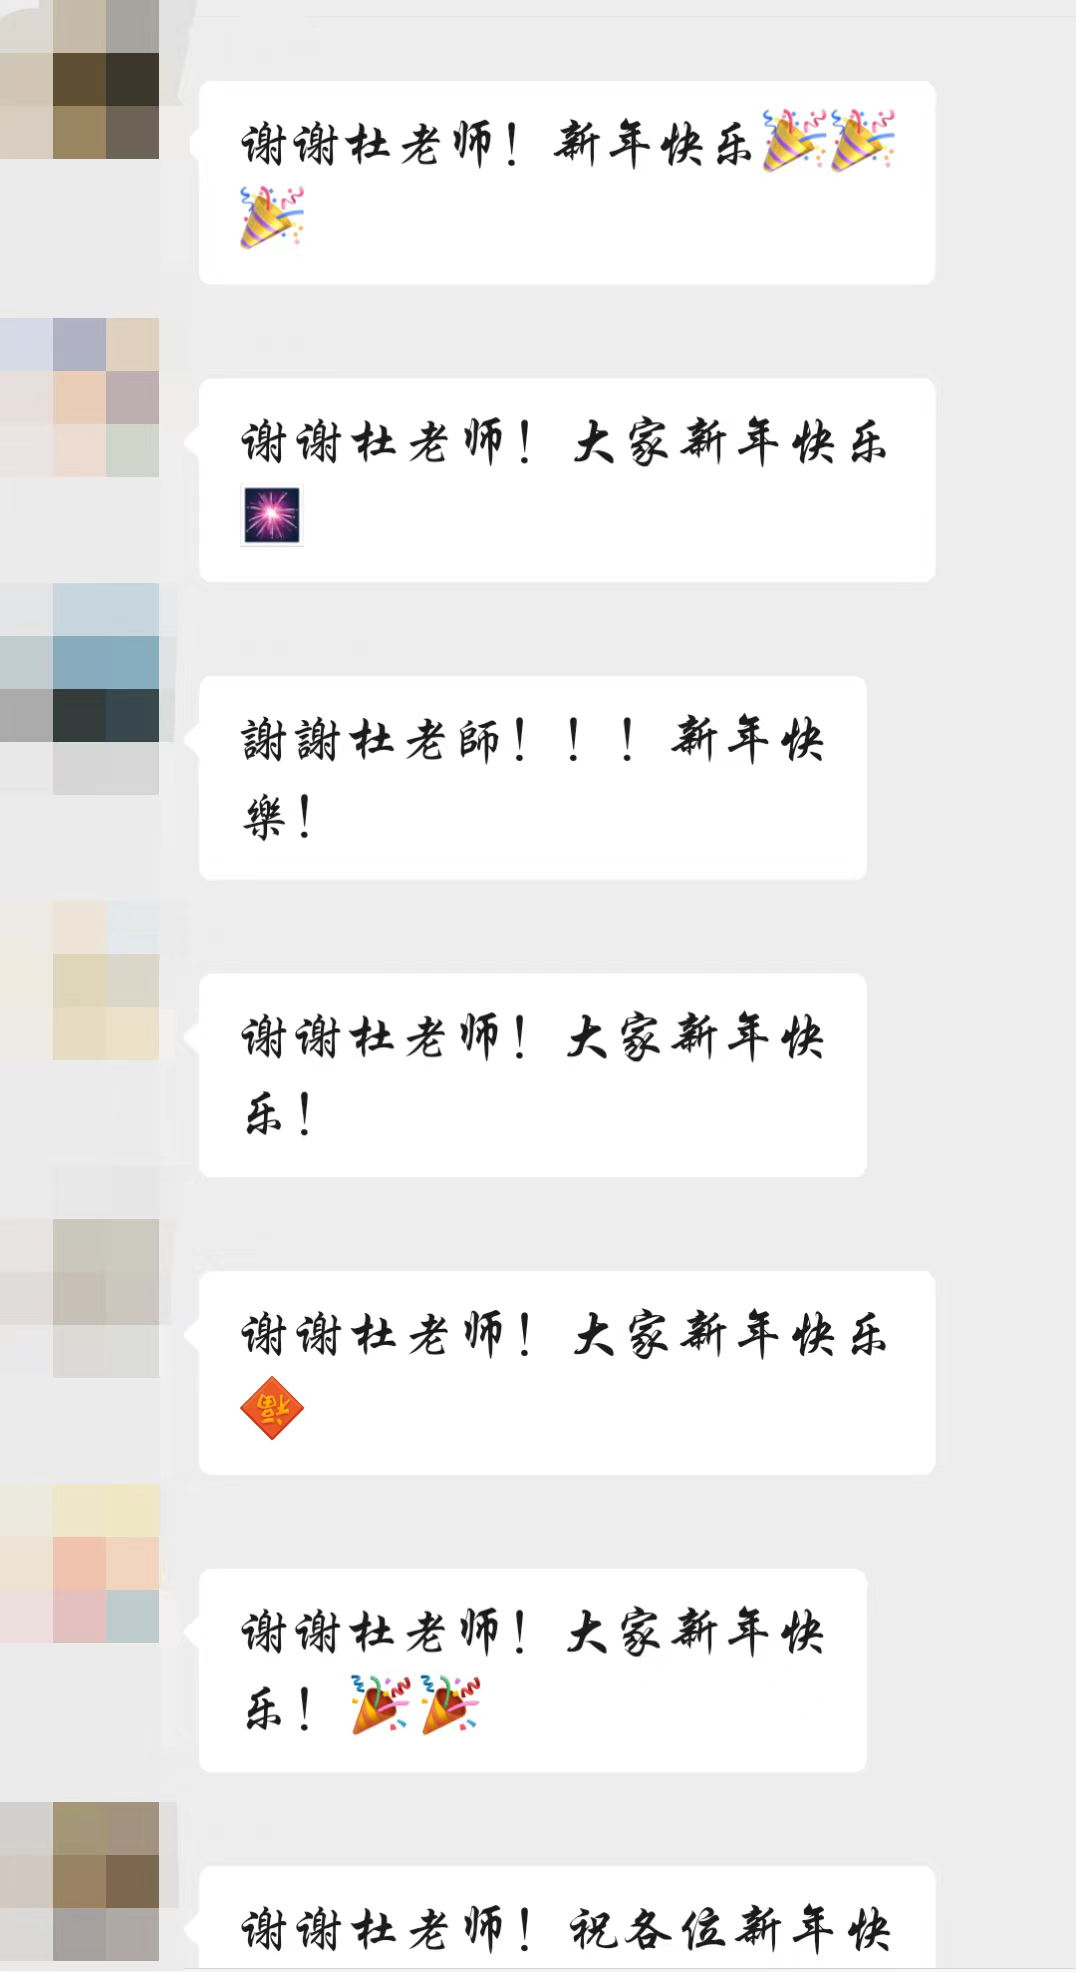 谢谢杜老师！新年快乐🎉🎉
🎉
谢谢杜老师！大家新年快乐
🎆
謝謝杜老師！！！新年快
樂！
谢谢杜老师！大家新年快
乐！
谢谢杜老师！大家新年快乐
福
谢谢杜老师！大家新年快
乐！🎉🎉
谢谢杜老师！祝各位新年快